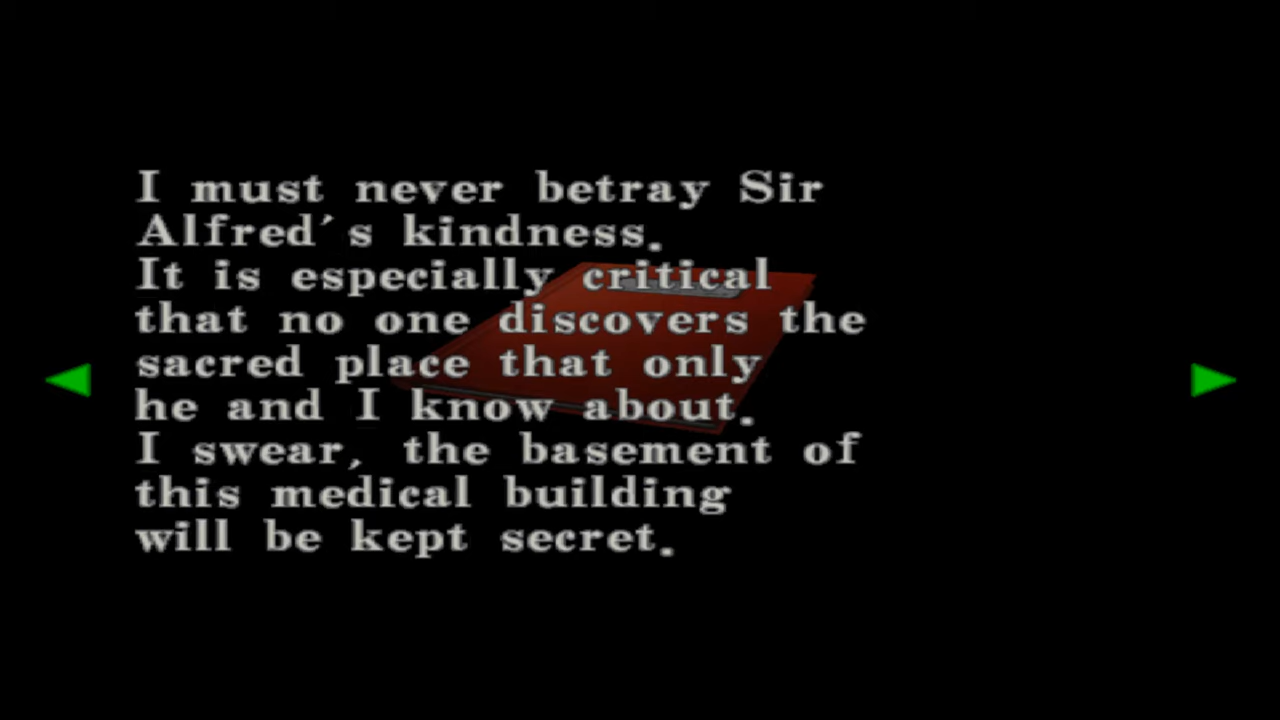 I must never betray Sir
Alfred's kindness.
It is especially critical
that no one discovers the
sacred place that only
he and I know about.
I swear, the basement of
this medical building
will be kept secret.